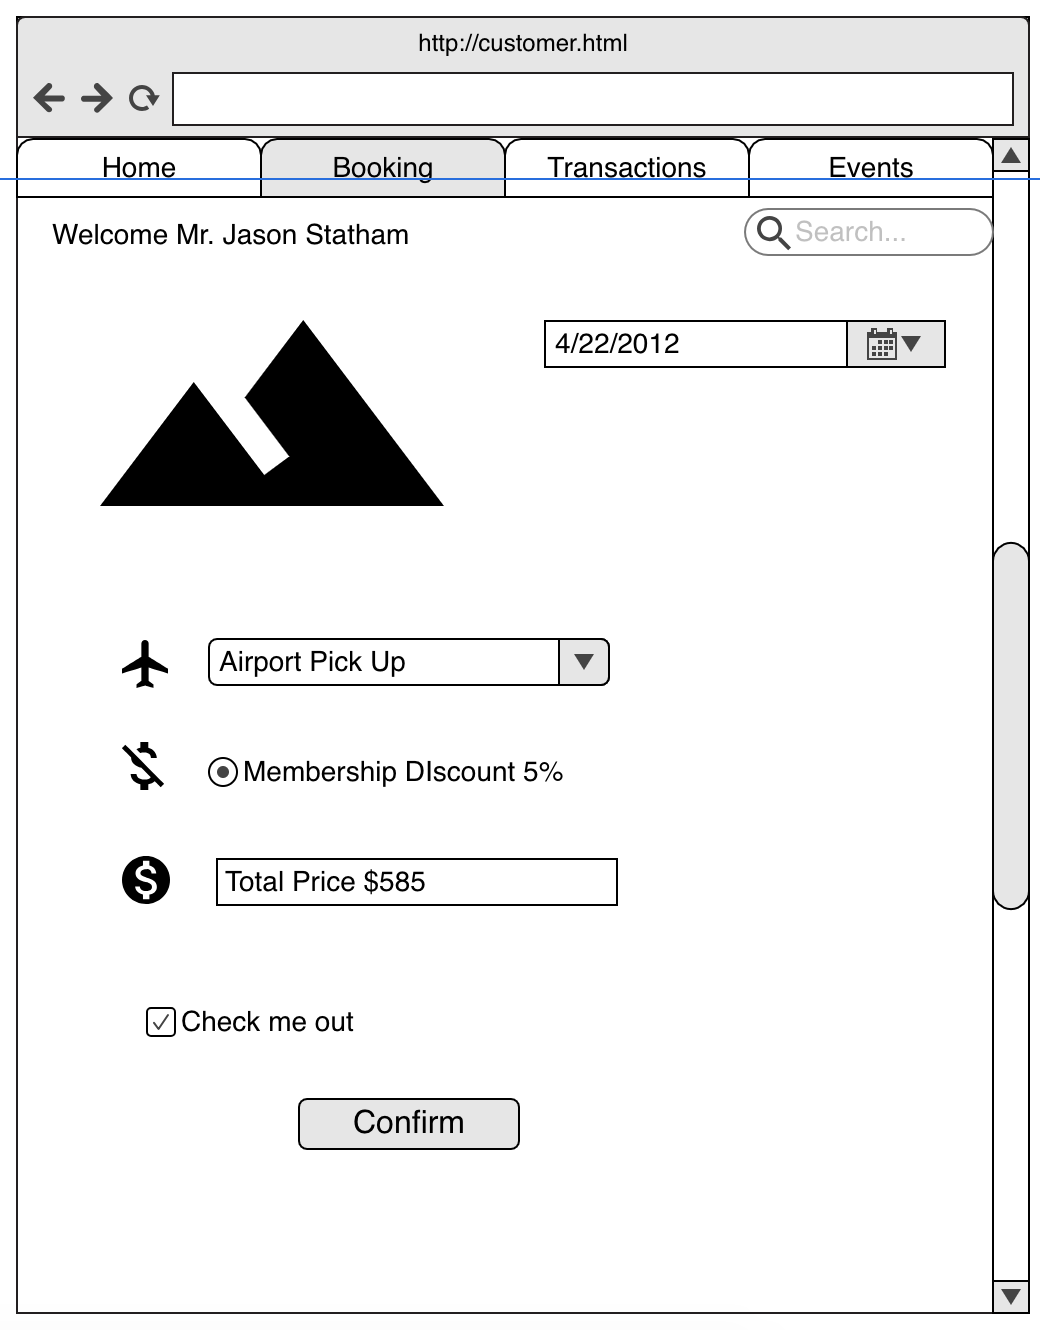 http://customer.html
Home Booking Transactions Events
Welcome Mr. Jason Statham
Search...
4/22/2012
Airport Pick Up
Membership DIscount 5%
Total Price $585
Check me out
Confirm